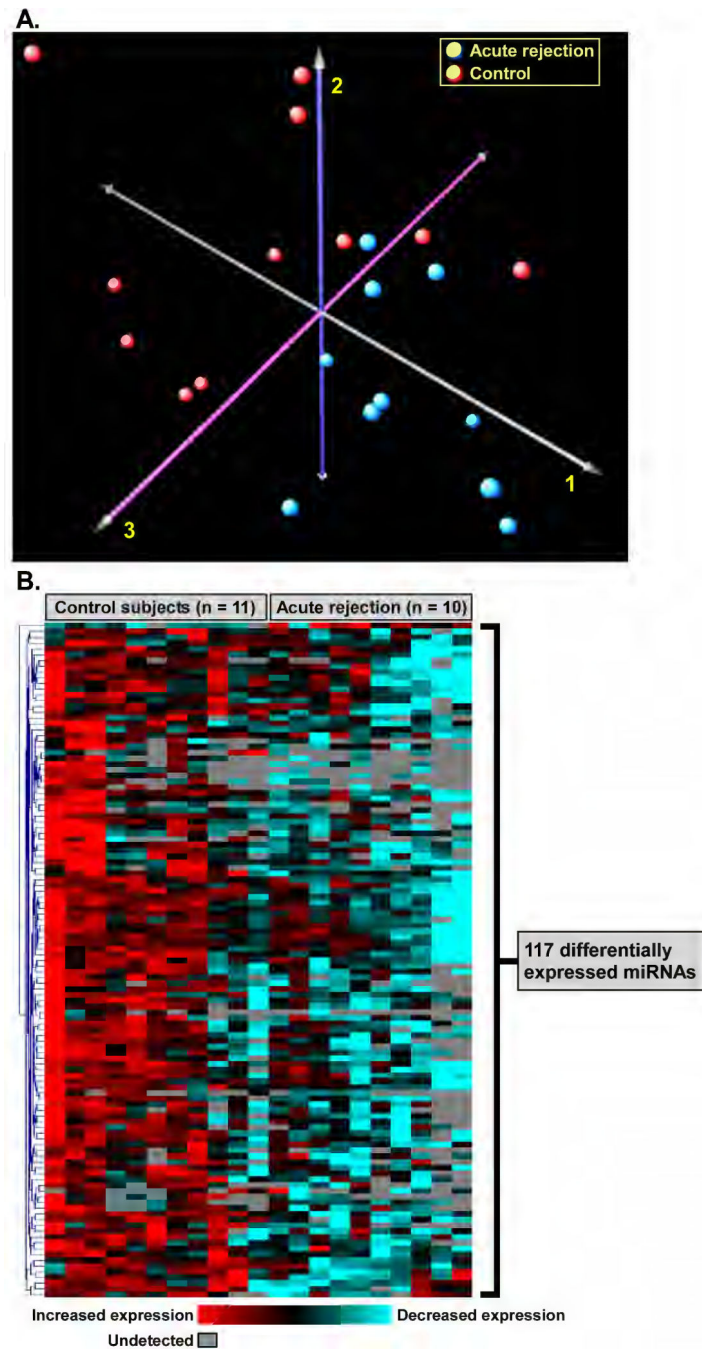 A.
Acute rejection
Control
2
1
3
B.
Control subjects (n = 11) Acute rejection (n = 10)
117 differentially
expressed miRNAs
Increased expression Decreased expression
Undetected